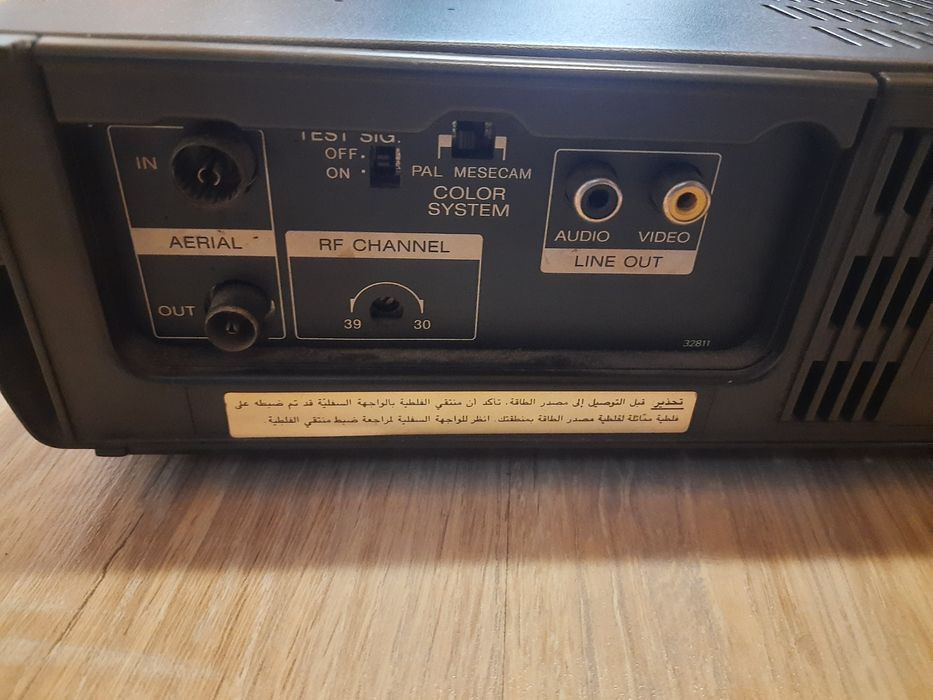 IN
AERIAL
OUT
TEST SIG.
OFF
ON
PAL MESECAM
COLOR
SYSTEM
RF CHANNEL
39 30
AUDIO VIDEO
LINE OUT
32811
تحذير قبل التوصيل إلى مصدر الطاقة، تأكد أن منتقي الفلطية بالواجهة السفلية قد تم ضبطه على
فلطية مماثلة لفلطية مصدر الطاقة بمنطقتك. انظر للواجهة السفلية لمراجعة ضبط منتقي الفلطية